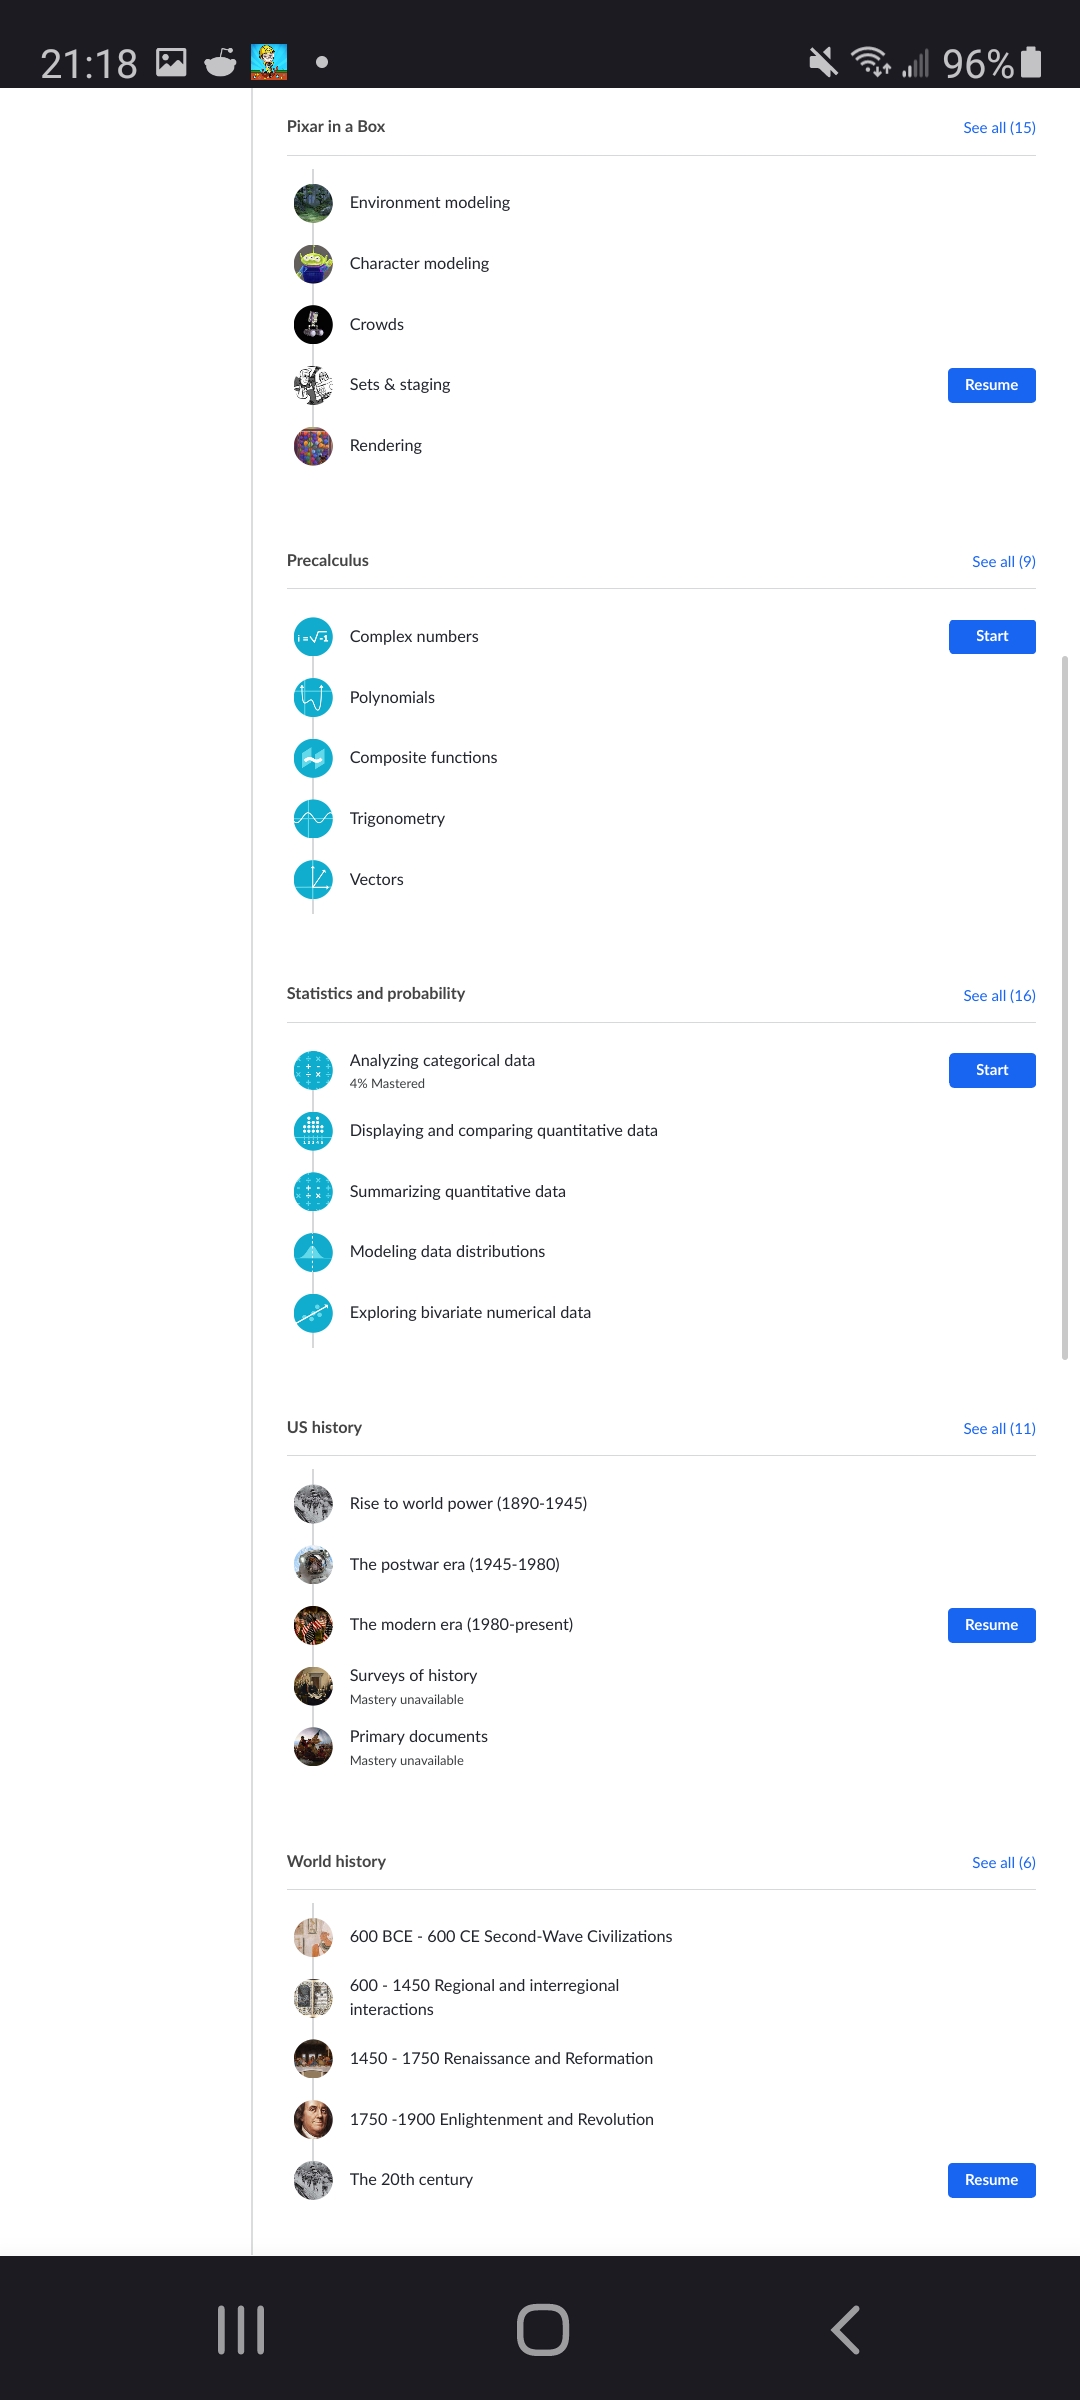 21:18
96%
Pixar in a Box
See all (15)
Environment modeling
Character modeling
Crowds
Sets & staging
Resume
Rendering
Precalculus
See all (9)
i = √-1
Complex numbers
Start
Polynomials
Composite functions
Trigonometry
Vectors
Statistics and probability
See all (16)
Analyzing categorical data
4% Mastered
Start
Displaying and comparing quantitative data
Summarizing quantitative data
Modeling data distributions
Exploring bivariate numerical data
US history
See all (11)
Rise to world power (1890-1945)
The postwar era (1945-1980)
The modern era (1980-present)
Resume
Surveys of history
Mastery unavailable
Primary documents
Mastery unavailable
World history
See all (6)
600 BCE - 600 CE Second-Wave Civilizations
600 - 1450 Regional and interregional
interactions
1450 - 1750 Renaissance and Reformation
1750 -1900 Enlightenment and Revolution
The 20th century
Resume